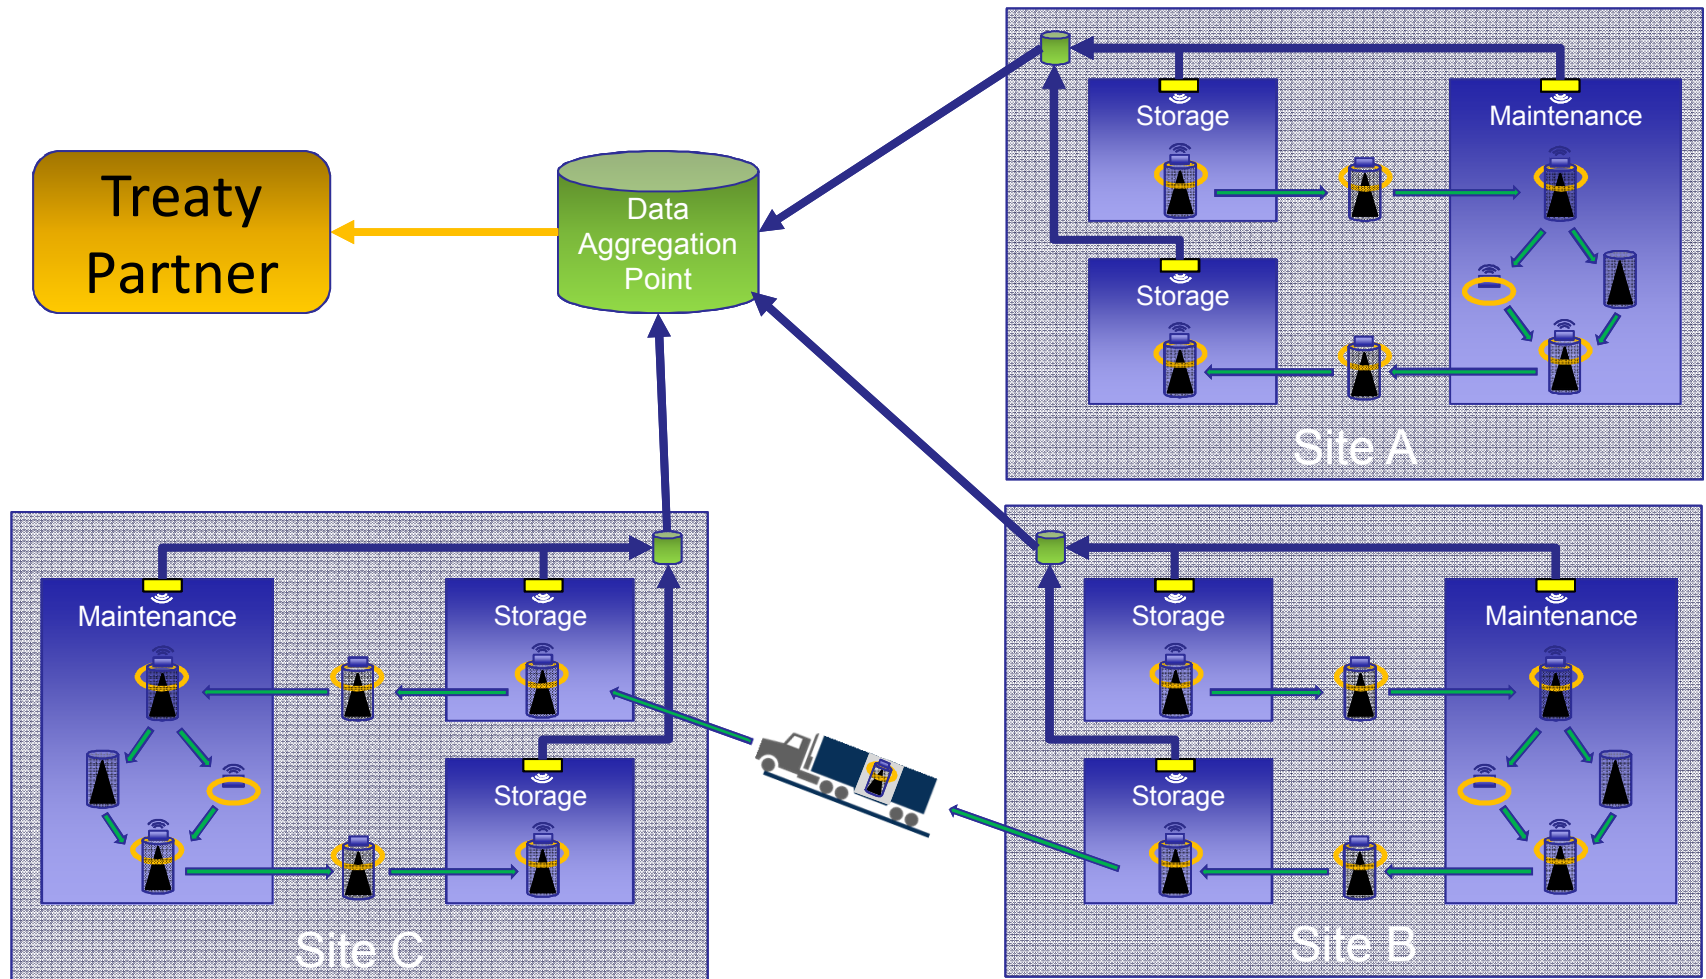 Storage
Maintenance
Treaty
Partner
Data
Aggregation
Point
Storage
Site A
Maintenance
Storage
Storage
Site C
Storage
Maintenance
Storage
Site B